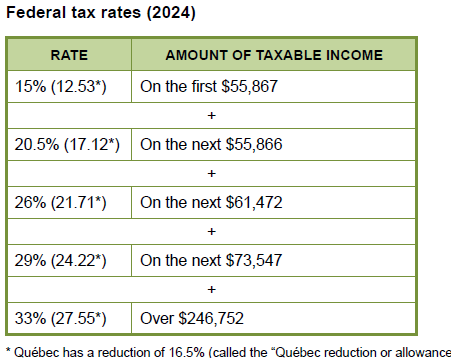 Federal tax rates (2024)
RATE AMOUNT OF TAXABLE INCOME
15% (12.53*) On the first $55,867
+
20.5% (17.12*) On the next $55,866
+
26% (21.71*) On the next $61,472
+
29% (24.22*) On the next $73,547
+
33% (27.55*) Over $246,752
* Québec has a reduction of 16.5% (called the “Québec reduction or allowance